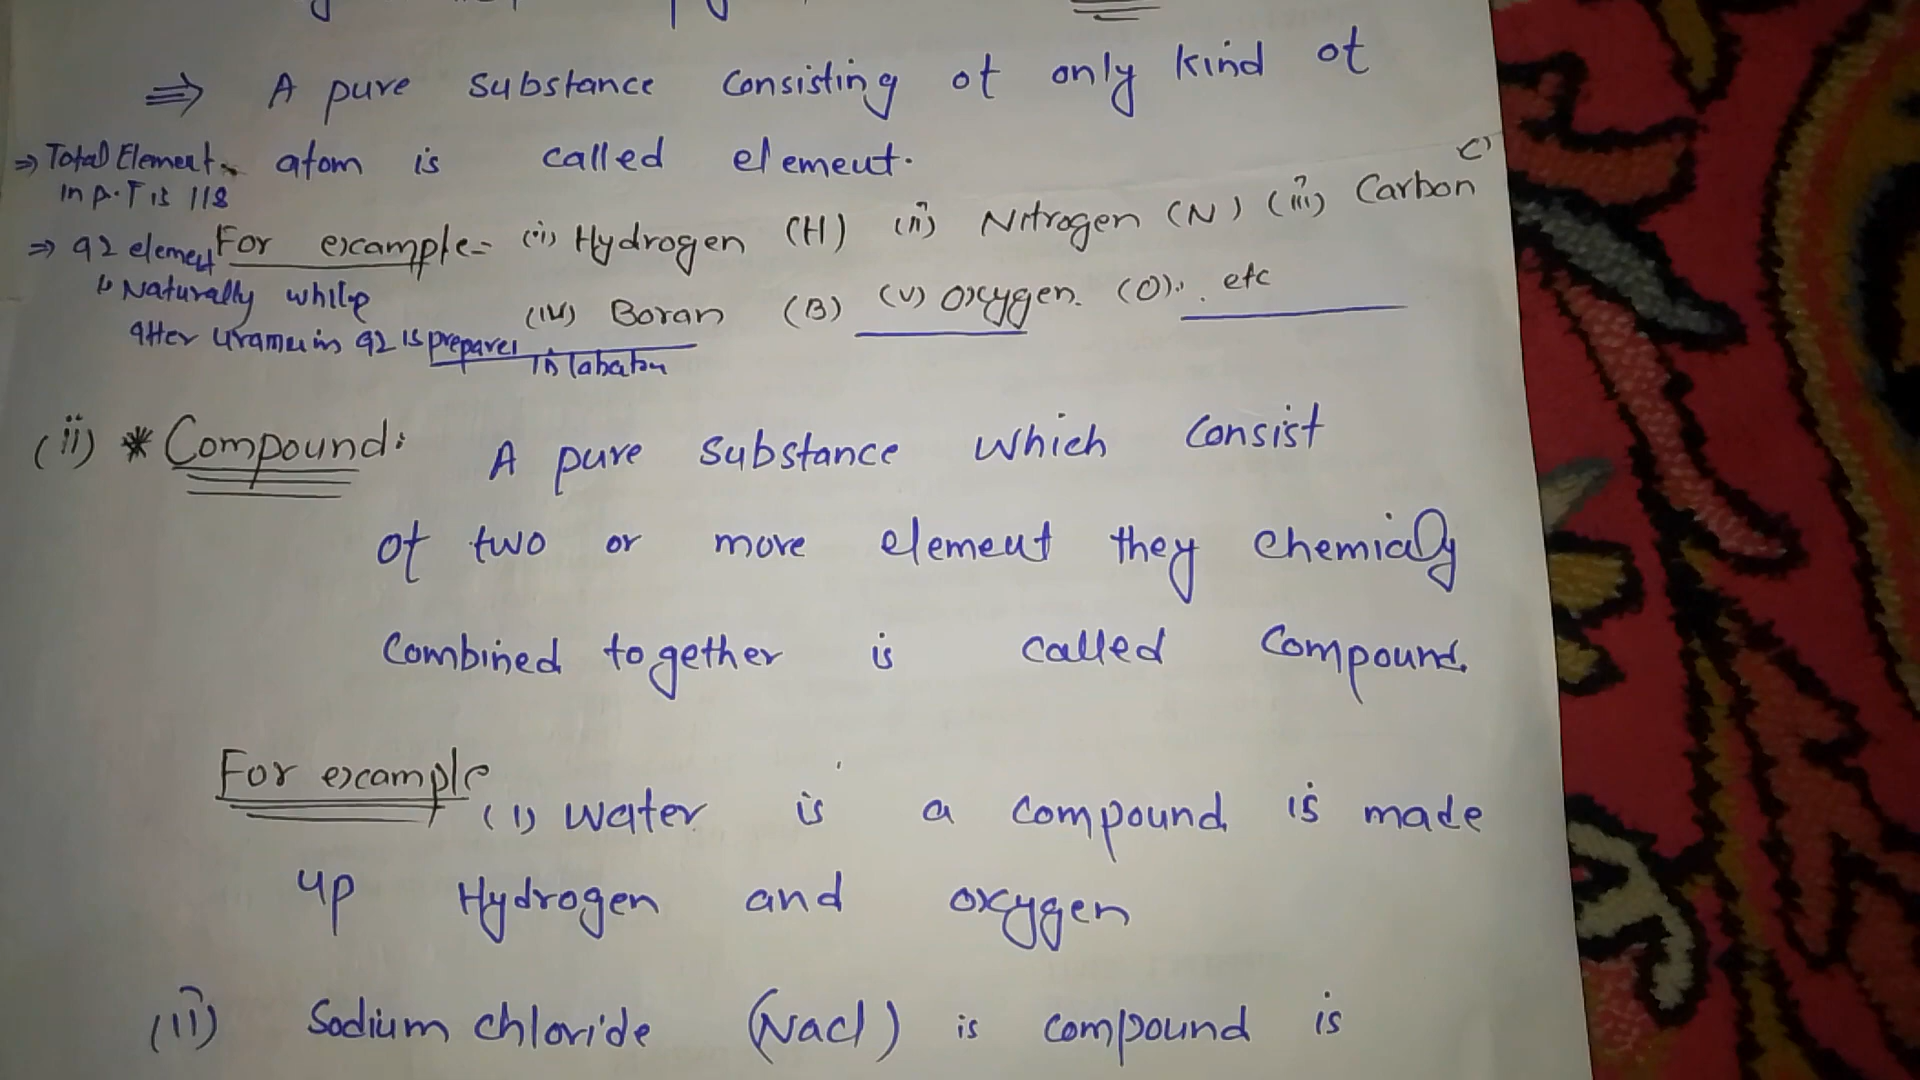 ⇒ A pure substance Consisting of only kind of
⇒ Total Element atom is called element.
In P.T is 118
C)
⇒ 92 element For example= (i) Hydrogen (H) (ii) Nitrogen (N) (iii) Carbon
Naturally while
(IV) Boran (B) (V) Oxygen. (O). etc
after 92 is prepare
in
(ii) * Compound: A pure substance which Consist
of two or more element they chemically
Combined together is called Compound.
For example
(1) water is a compound is made
up Hydrogen and oxygen
(ii) Sodium chloride (Nacl) is compound is